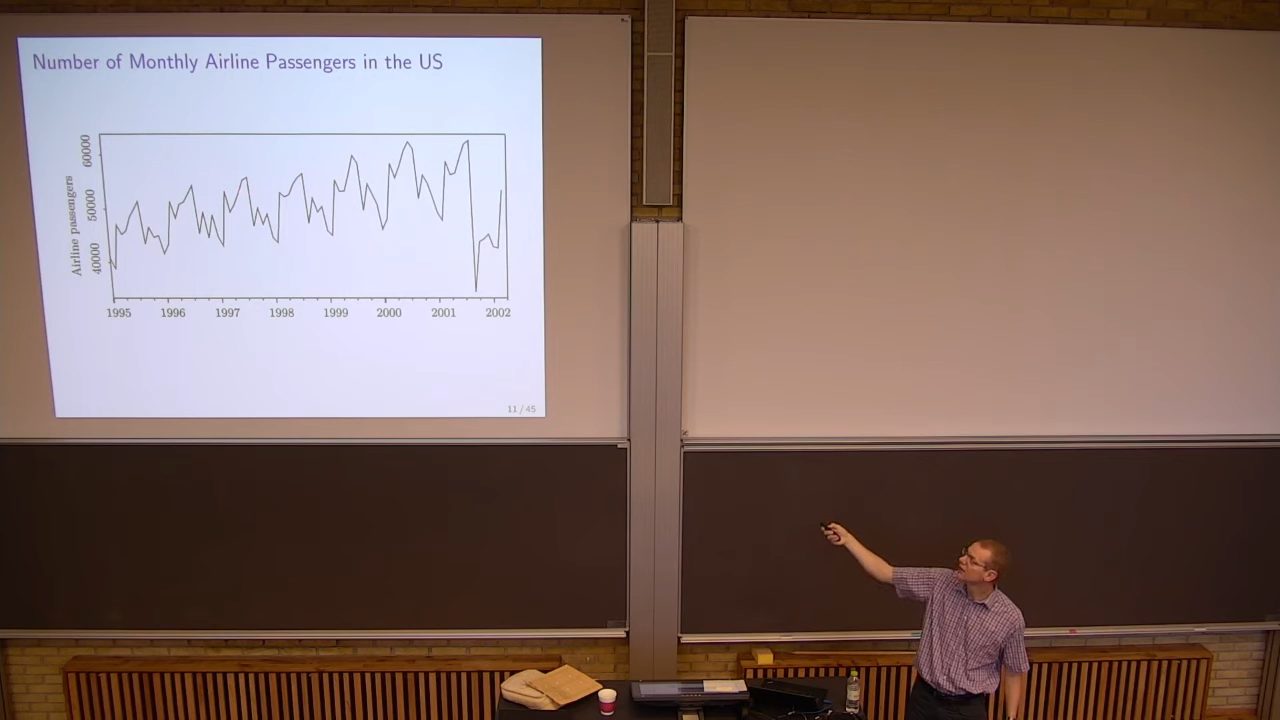 Number of Monthly Airline Passengers in the US
Airline passengers
60000
50000
40000
1995 1996 1997 1998 1999 2000 2001 2002
11 / 45